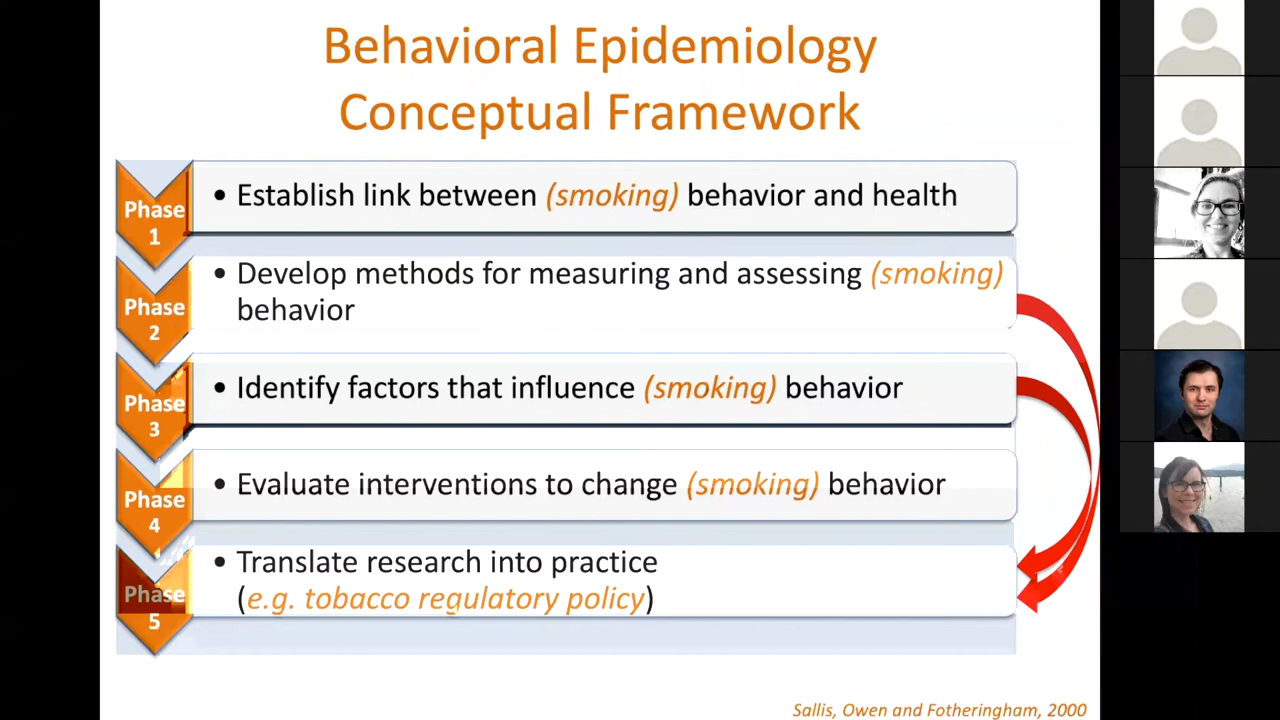 Behavioral Epidemiology
Conceptual Framework
Phase
1
• Establish link between (smoking) behavior and health
Phase
2
• Develop methods for measuring and assessing (smoking)
behavior
Phase
3
• Identify factors that influence (smoking) behavior
Phase
4
• Evaluate interventions to change (smoking) behavior
Phase
5
• Translate research into practice
(e.g. tobacco regulatory policy)
Sallis, Owen and Fotheringham, 2000